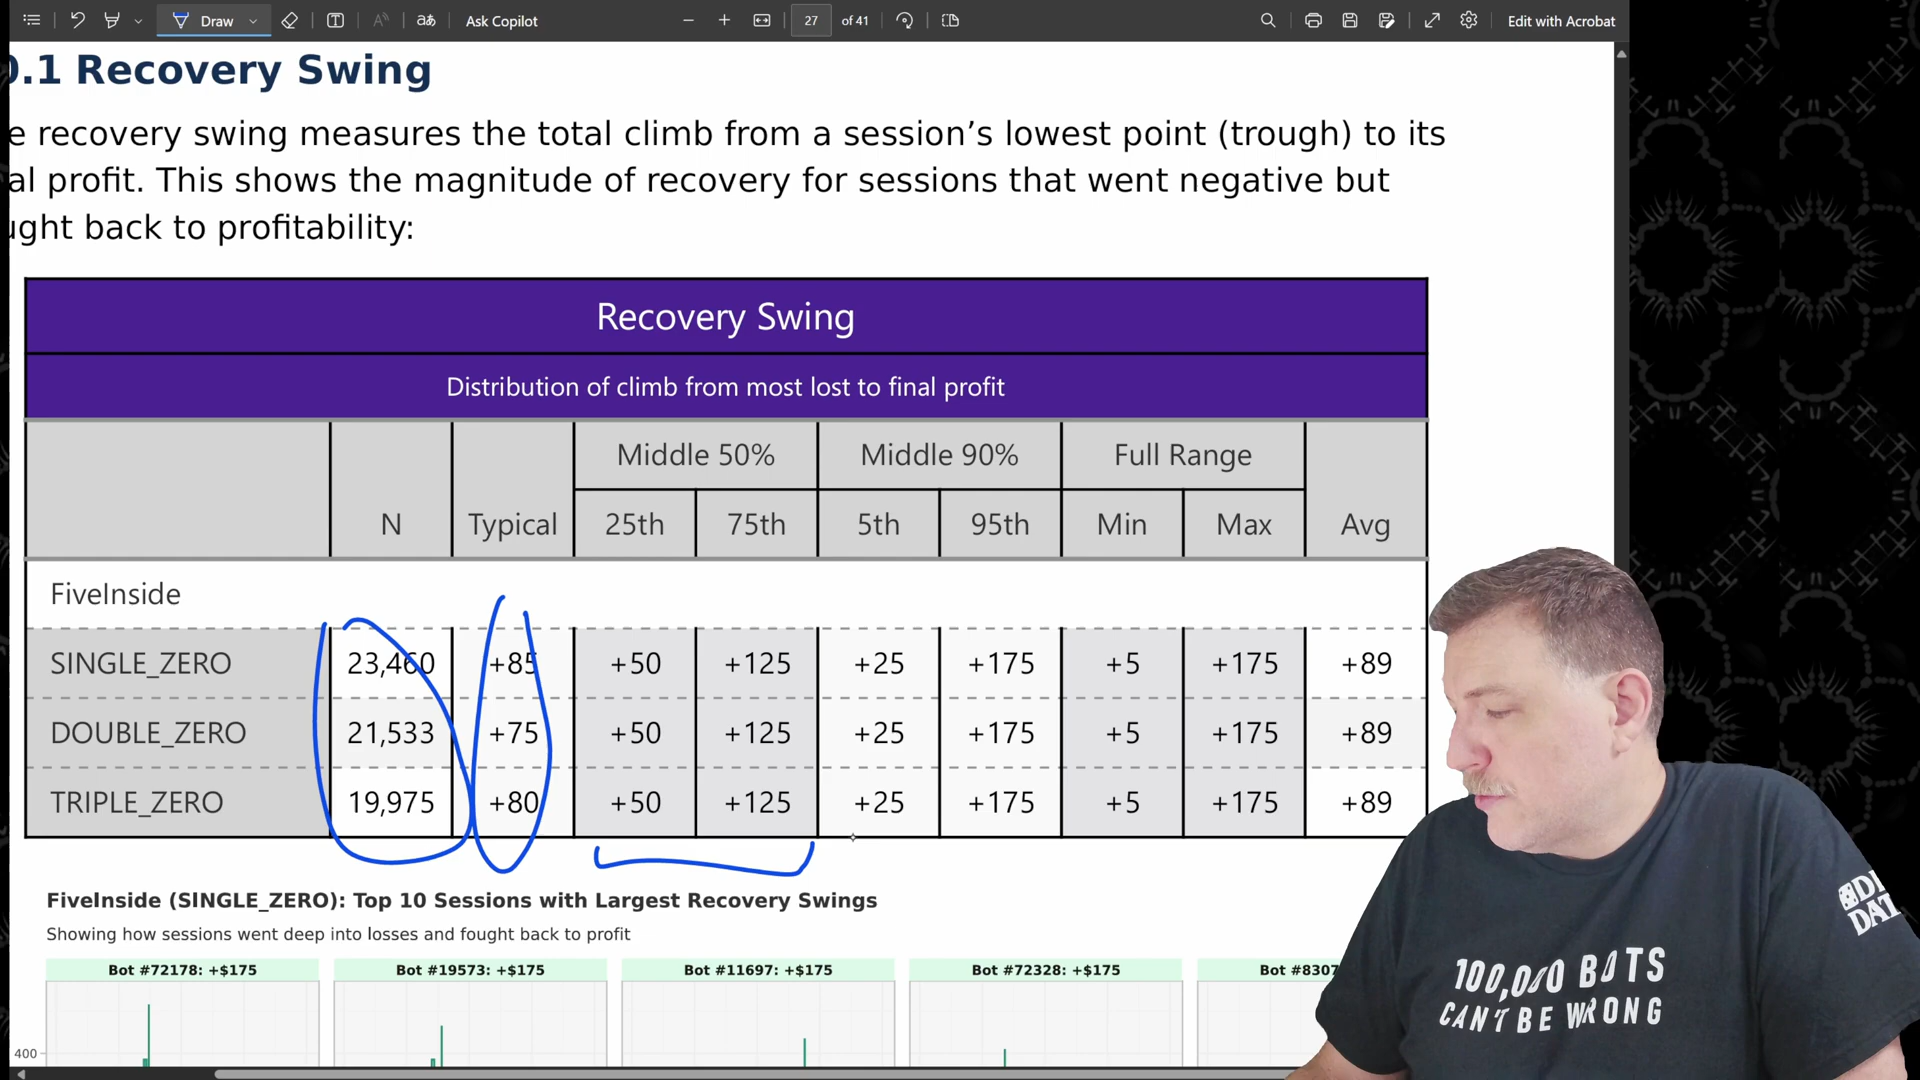 Draw
Ask Copilot
27 of 41
Edit with Acrobat
0.1 Recovery Swing
e recovery swing measures the total climb from a session’s lowest point (trough) to its
al profit. This shows the magnitude of recovery for sessions that went negative but
ught back to profitability:
Recovery Swing
Distribution of climb from most lost to final profit
Middle 50% Middle 90% Full Range
N Typical 25th 75th 5th 95th Min Max Avg
FiveInside
SINGLE_ZERO 23,460 +85 +50 +125 +25 +175 +5 +175 +89
DOUBLE_ZERO 21,533 +75 +50 +125 +25 +175 +5 +175 +89
TRIPLE_ZERO 19,975 +80 +50 +125 +25 +175 +5 +175 +89
FiveInside (SINGLE_ZERO): Top 10 Sessions with Largest Recovery Swings
Showing how sessions went deep into losses and fought back to profit
Bot #72178: +$175 Bot #19573: +$175 Bot #11697: +$175 Bot #72328: +$175 Bot #8307
400
100,000 BOTS
CAN'T BE WRONG